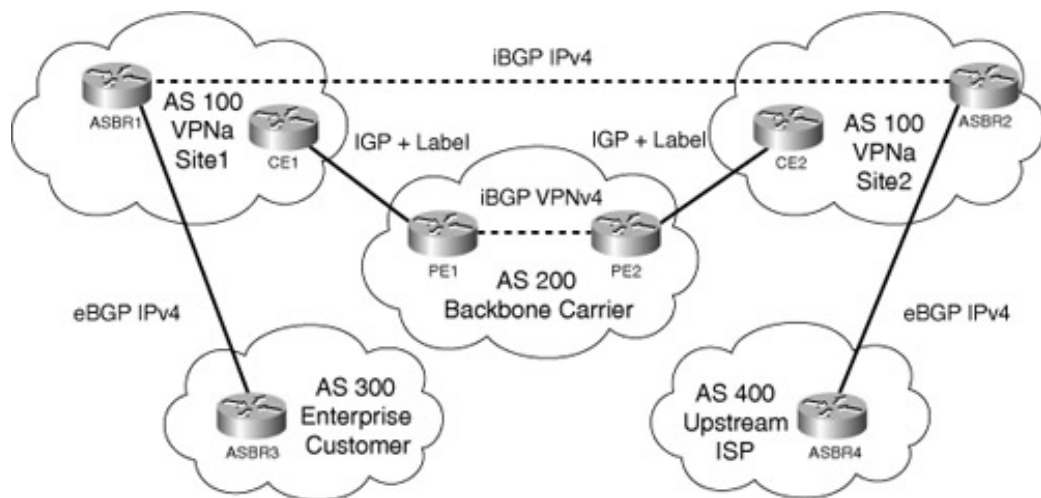 iBGP IPv4
ASBR1
AS 100
VPNa
Site1
CE1
IGP + Label
IGP + Label
CE2
AS 100
VPNa
Site2
ASBR2
iBGP VPNv4
PE1
PE2
AS 200
Backbone Carrier
eBGP IPv4
eBGP IPv4
AS 300
Enterprise
Customer
ASBR3
AS 400
Upstream
ISP
ASBR4